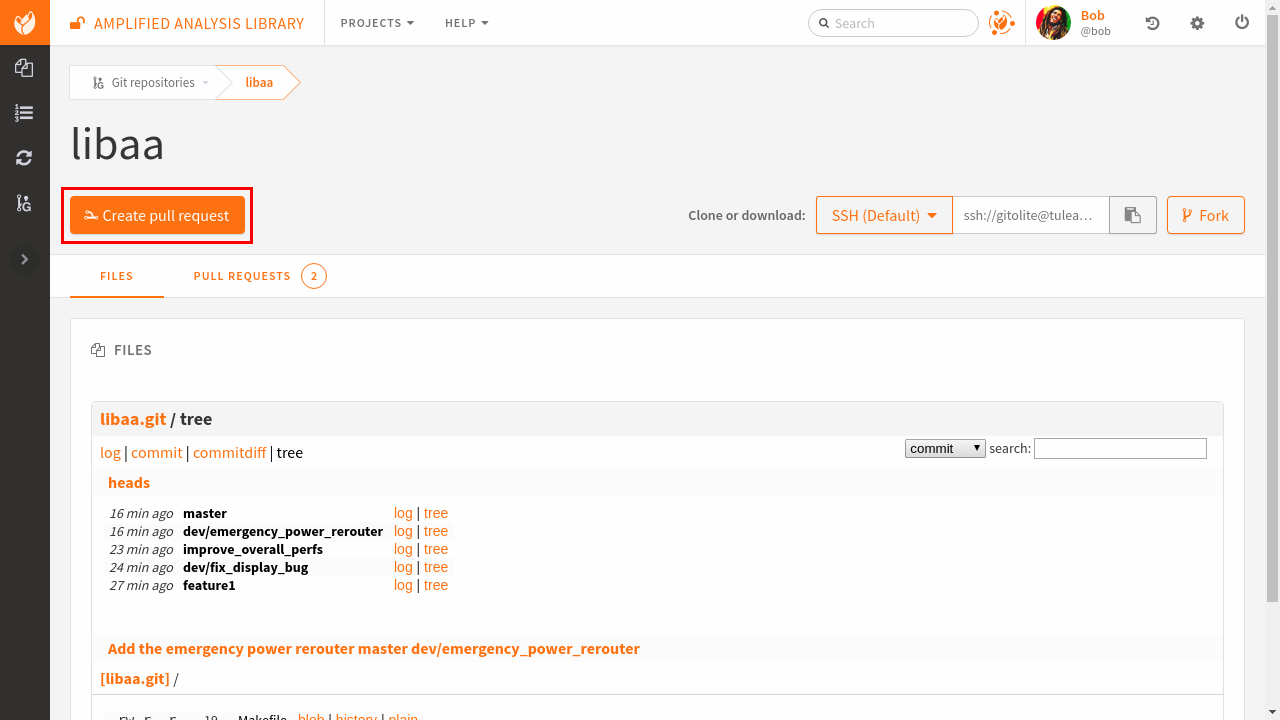 AMPLIFIED ANALYSIS LIBRARY PROJECTS HELP Search Bob
@bob
Git repositories libaa
libaa
Create pull request Clone or download: SSH (Default) ssh://gitolite@tulea... Fork
FILES PULL REQUESTS 2
FILES
libaa.git / tree
log | commit | commitdiff | tree commit search:
heads
16 min ago master log | tree
16 min ago dev/emergency_power_rerouter log | tree
23 min ago improve_overall_perfs log | tree
24 min ago dev/fix_display_bug log | tree
27 min ago feature1 log | tree
Add the emergency power rerouter master dev/emergency_power_rerouter
[libaa.git] /
19 Makefile blob | history | plain